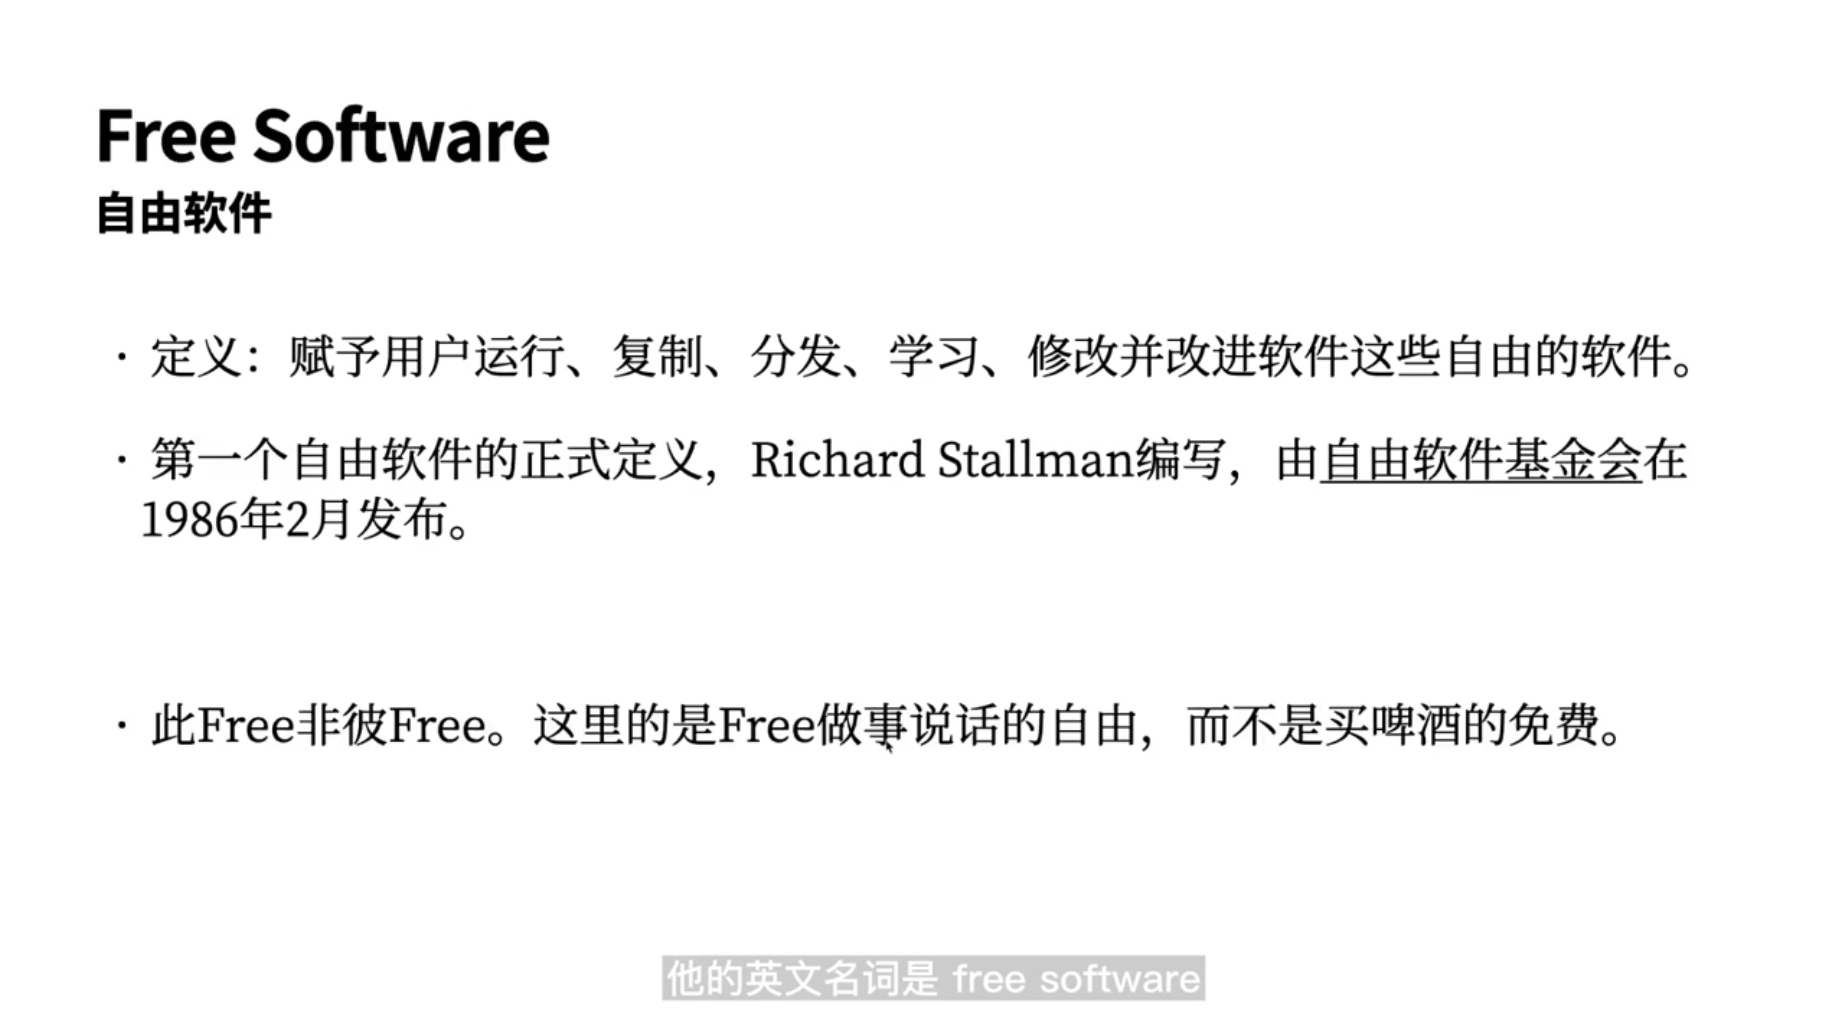 Free Software
自由软件
· 定义：赋予用户运行、复制、分发、学习、修改并改进软件这些自由的软件。
· 第一个自由软件的正式定义，Richard Stallman编写，由自由软件基金会在
1986年2月发布。
· 此Free非彼Free。这里的是Free做事说话的自由，而不是买啤酒的免费。
他的英文名词是 free software